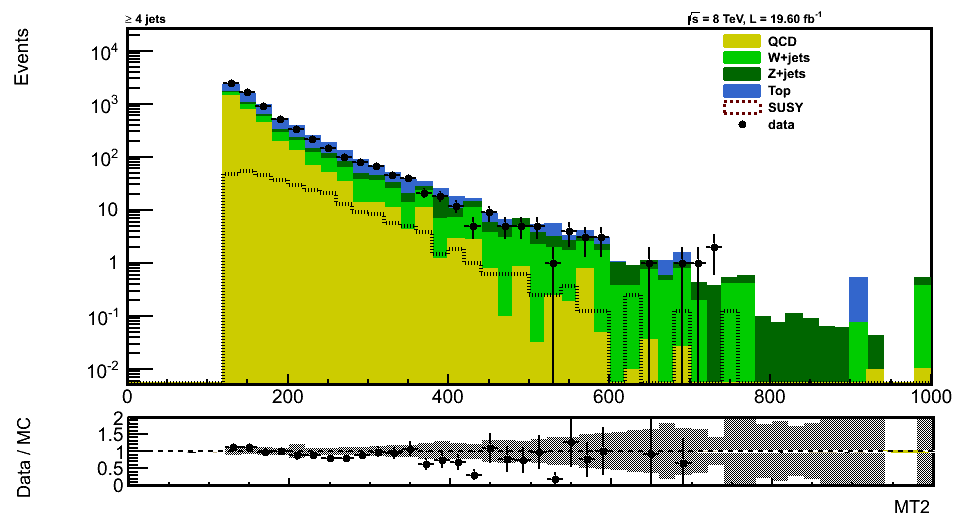 ≥ 4 jets
√s = 8 TeV, L = 19.60 fb⁻¹
Events
10⁴
10³
10²
10
1
10⁻¹
10⁻²
QCD
W+jets
Z+jets
Top
SUSY
data
0 200 400 600 800 1000
Data / MC
2
1.5
1
0.5
0
MT2